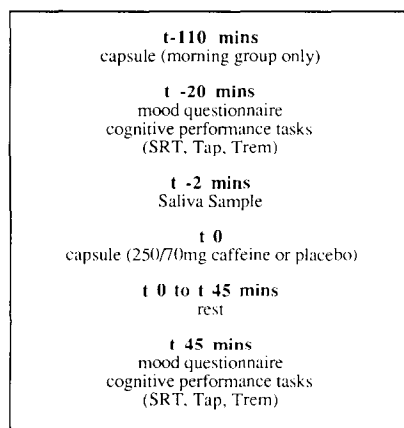 t-110 mins
capsule (morning group only)
t -20 mins
mood questionnaire
cognitive performance tasks
(SRT, Tap, Trem)
t -2 mins
Saliva Sample
t 0
capsule (250/70mg caffeine or placebo)
t 0 to t 45 mins
rest
t 45 mins
mood questionnaire
cognitive performance tasks
(SRT, Tap, Trem)